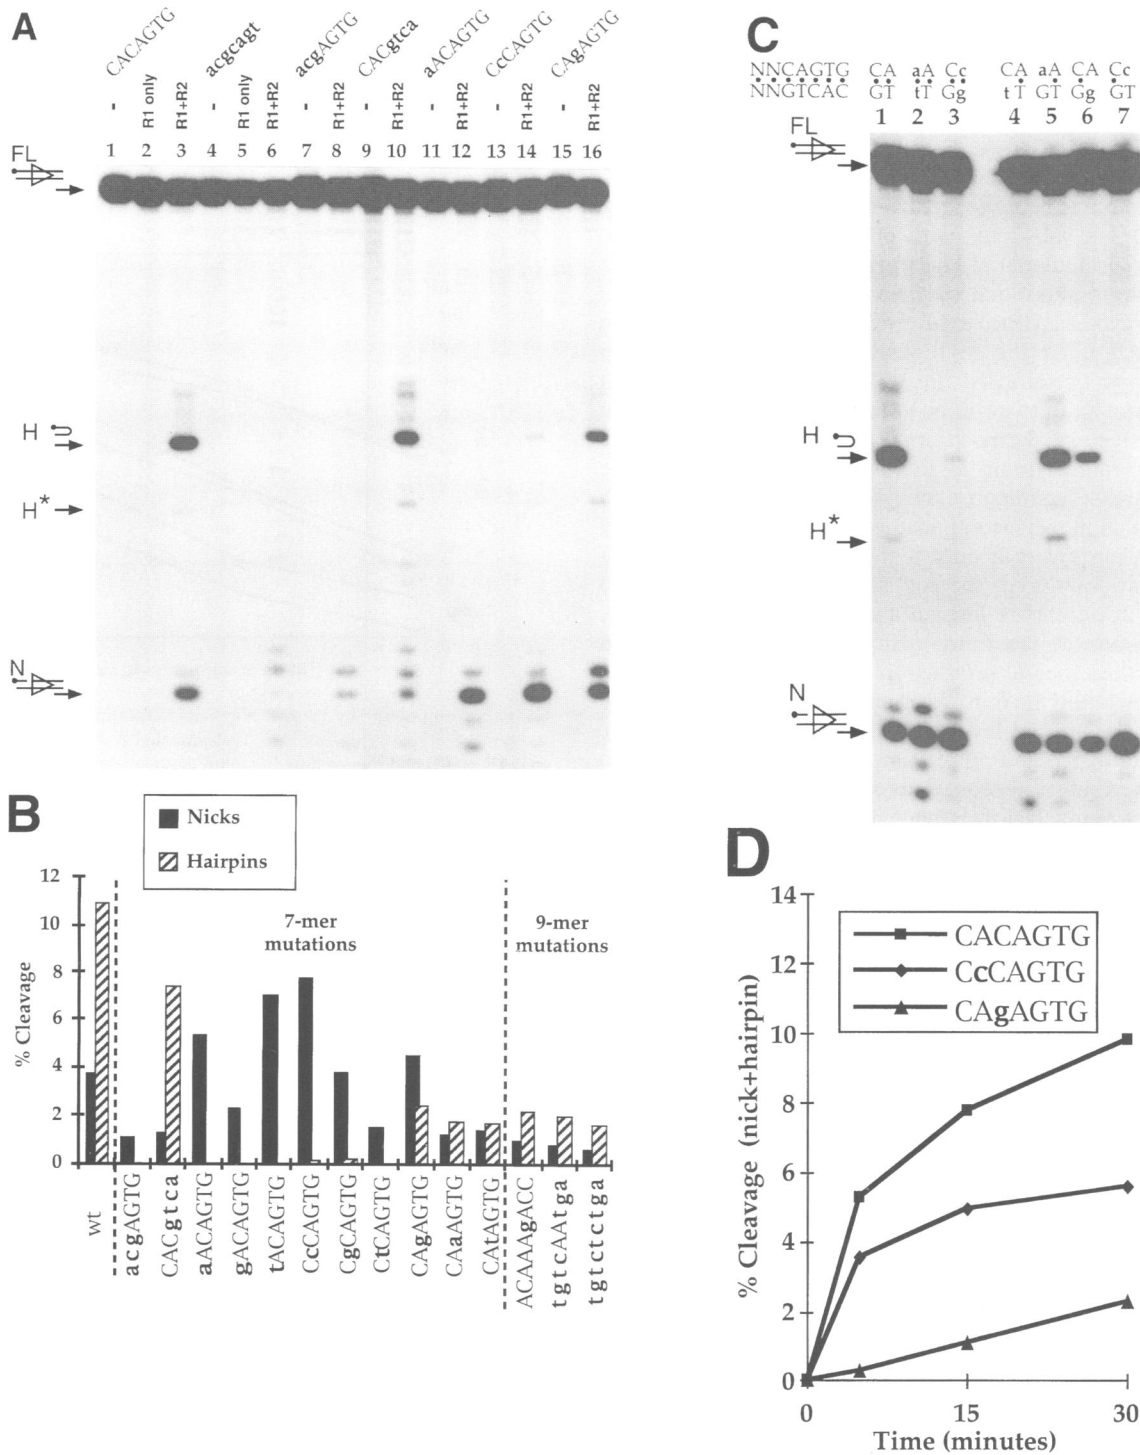 A
CACAGTG
acgcagt
acgAGTG
CACgtca
aACAGTG
CcCAGTG
CAgAGTG
- R1 only R1+R2 - R1 only R1+R2 - R1+R2 - R1+R2 - R1+R2 - R1+R2 - R1+R2
1 2 3 4 5 6 7 8 9 10 11 12 13 14 15 16
FL
H
H*
N
C
NNCAGTG CA aA Cc CA aA CA Cc
NNGTCAC GT tT Gg tT GT Gg GT
1 2 3 4 5 6 7
FL
H
H*
N
B
Nicks
Hairpins
7-mer
mutations
9-mer
mutations
% Cleavage
12
10
8
6
4
2
0
wt
acgAGTG
CACgtca
aACAGTG
gACAGTG
tACAGTG
CcCAGTG
CgCAGTG
CtCAGTG
CAgAGTG
CAaAGTG
CAtAGTG
ACAAAgACC
tgtcAAtga
tgtctctga
D
CACAGTG
CcCAGTG
CAgAGTG
% Cleavage (nick+hairpin)
14
12
10
8
6
4
2
0
0 15 30
Time (minutes)